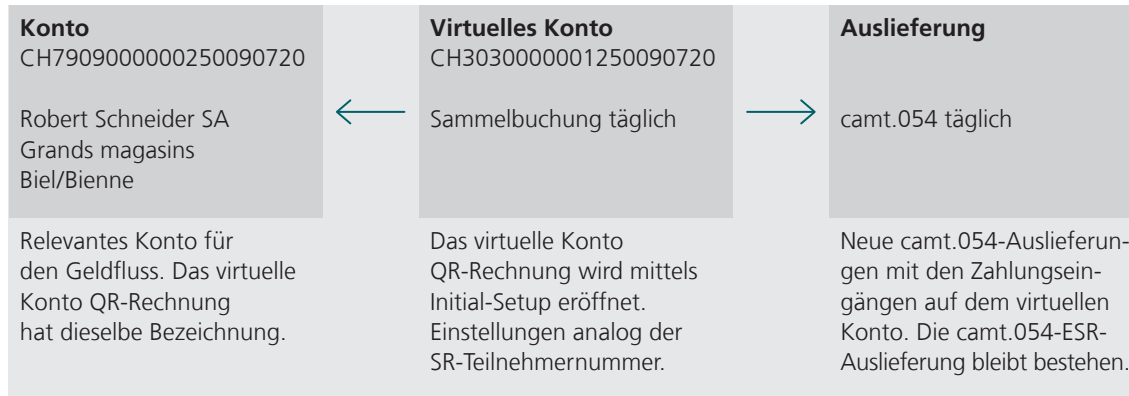 Konto
CH7909000000250090720
Robert Schneider SA
Grands magasins
Biel/Bienne
Relevantes Konto für
den Geldfluss. Das virtuelle
Konto QR-Rechnung
hat dieselbe Bezeichnung.
Virtuelles Konto
CH3030000001250090720
Sammelbuchung täglich
Das virtuelle Konto
QR-Rechnung wird mittels
Initial-Setup eröffnet.
Einstellungen analog der
SR-Teilnehmernummer.
Auslieferung
camt.054 täglich
Neue camt.054-Auslieferun-
gen mit den Zahlungsein-
gängen auf dem virtuellen
Konto. Die camt.054-ESR-
Auslieferung bleibt bestehen.